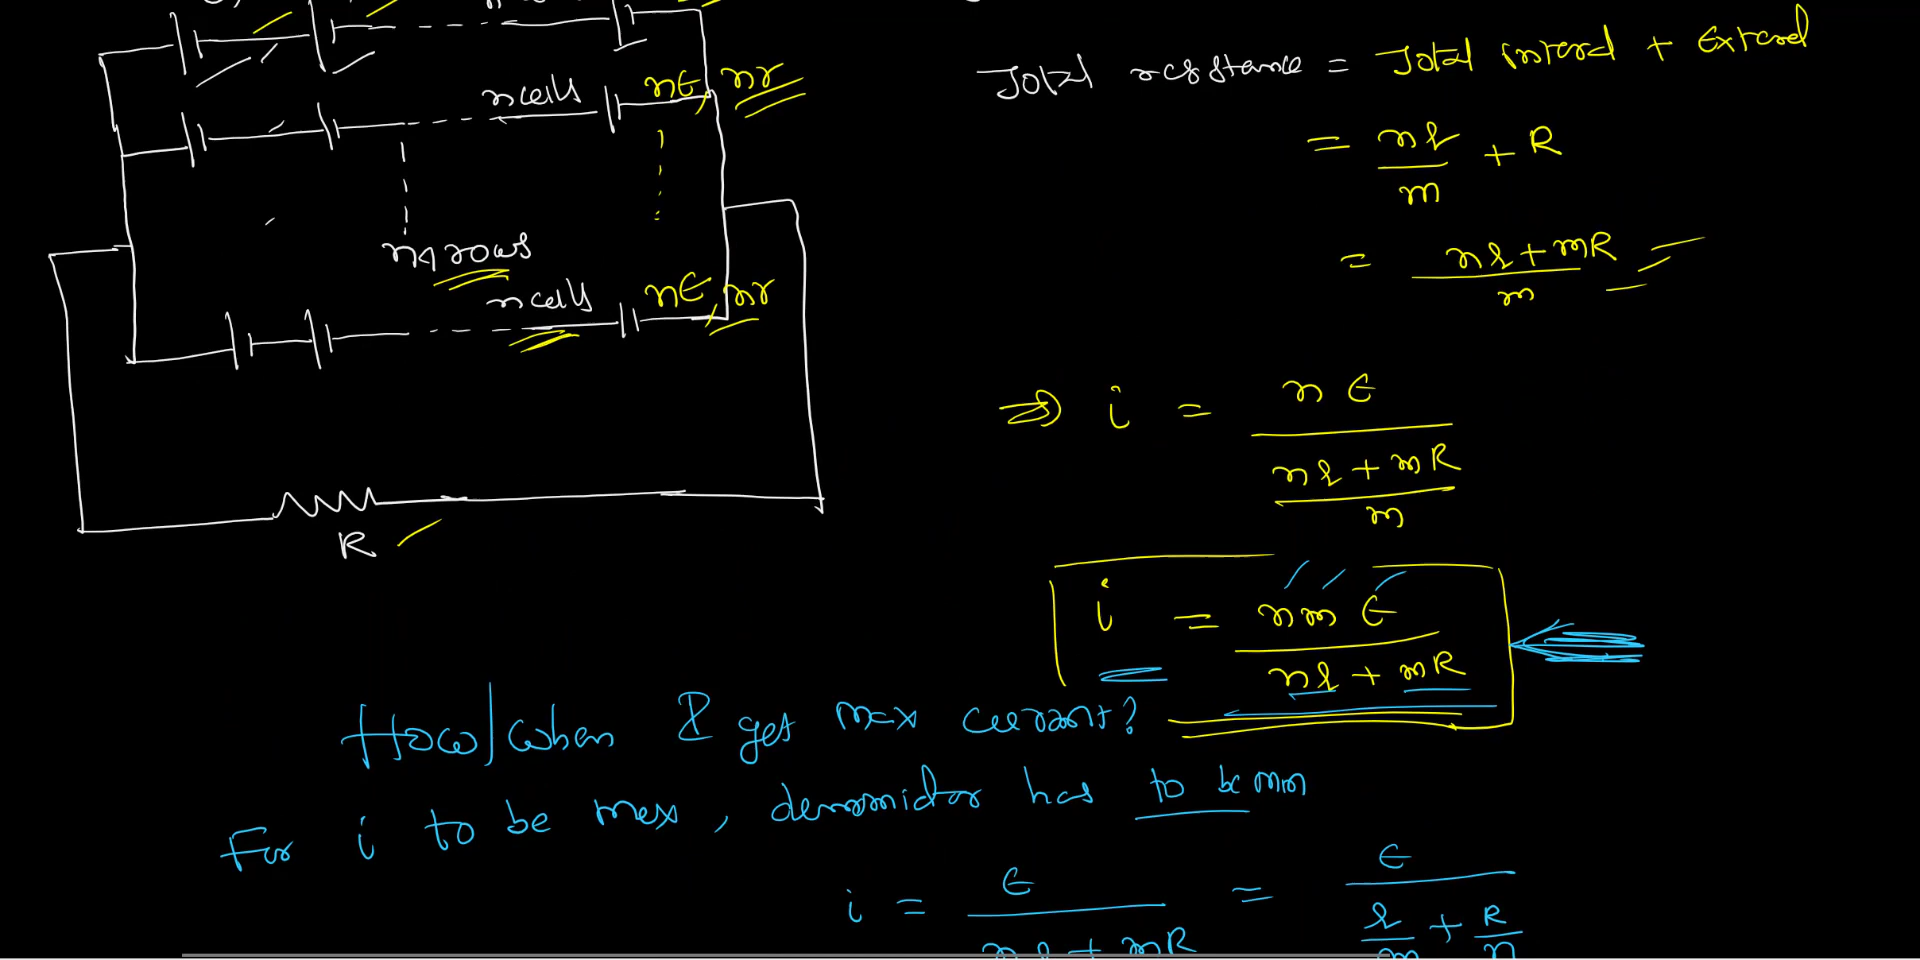 n cells nE, nr
m rows
n cells nE, nr
R
Total resistance = Total internal + External
= nr/m + R
= nr + mR / m
⇒ i = nE / (nr + mR / m)
i = nmE / nr + mR
How/when I get max current?
For i to be max, denominator has to be min
i = E / nr + mR = E / r/m + R/n